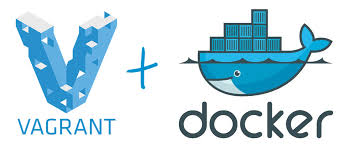 VAGRANT
+
docker